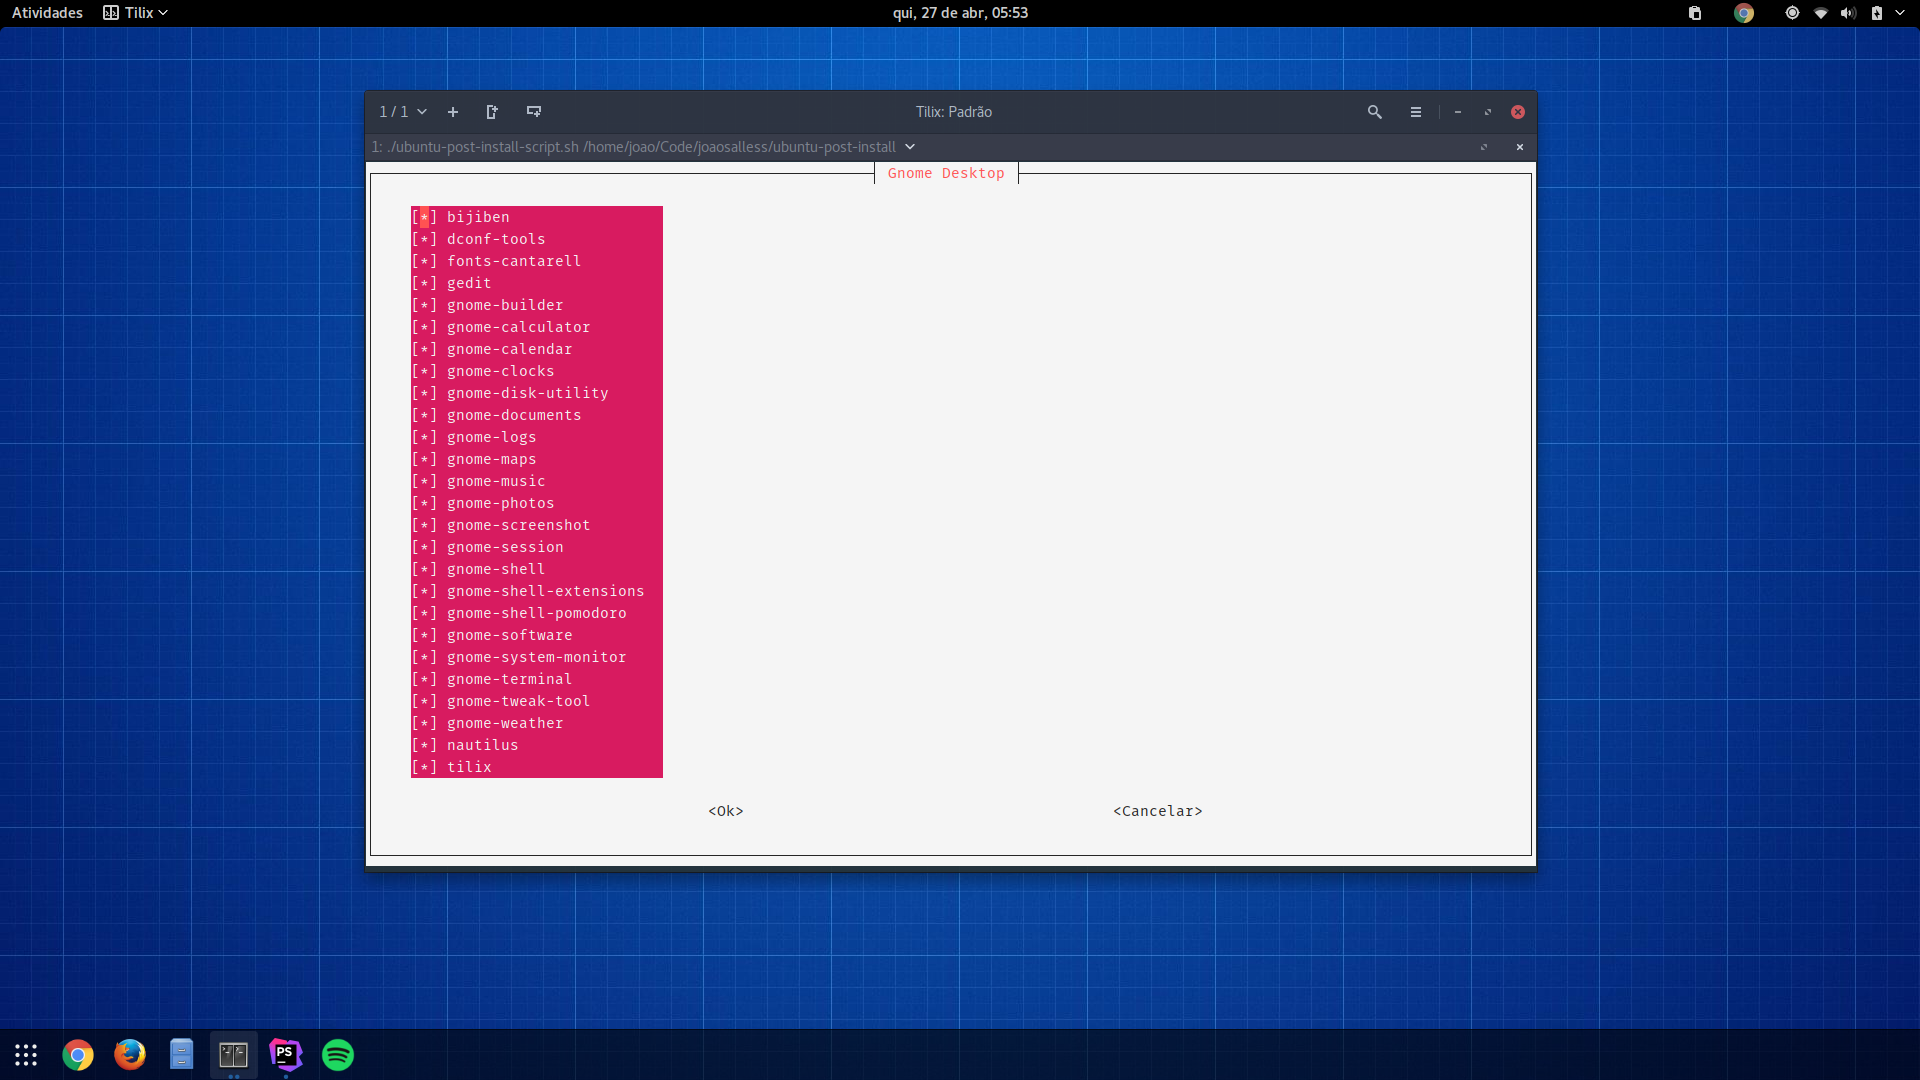 Atividades Tilix qui, 27 de abr, 05:53
1 / 1 Tilix: Padrão
1: ./ubuntu-post-install-script.sh /home/joao/Code/joaosalless/ubuntu-post-install
Gnome Desktop
[*] bijiben
[*] dconf-tools
[*] fonts-cantarell
[*] gedit
[*] gnome-builder
[*] gnome-calculator
[*] gnome-calendar
[*] gnome-clocks
[*] gnome-disk-utility
[*] gnome-documents
[*] gnome-logs
[*] gnome-maps
[*] gnome-music
[*] gnome-photos
[*] gnome-screenshot
[*] gnome-session
[*] gnome-shell
[*] gnome-shell-extensions
[*] gnome-shell-pomodoro
[*] gnome-software
[*] gnome-system-monitor
[*] gnome-terminal
[*] gnome-tweak-tool
[*] gnome-weather
[*] nautilus
[*] tilix
<Ok> <Cancelar>
PS